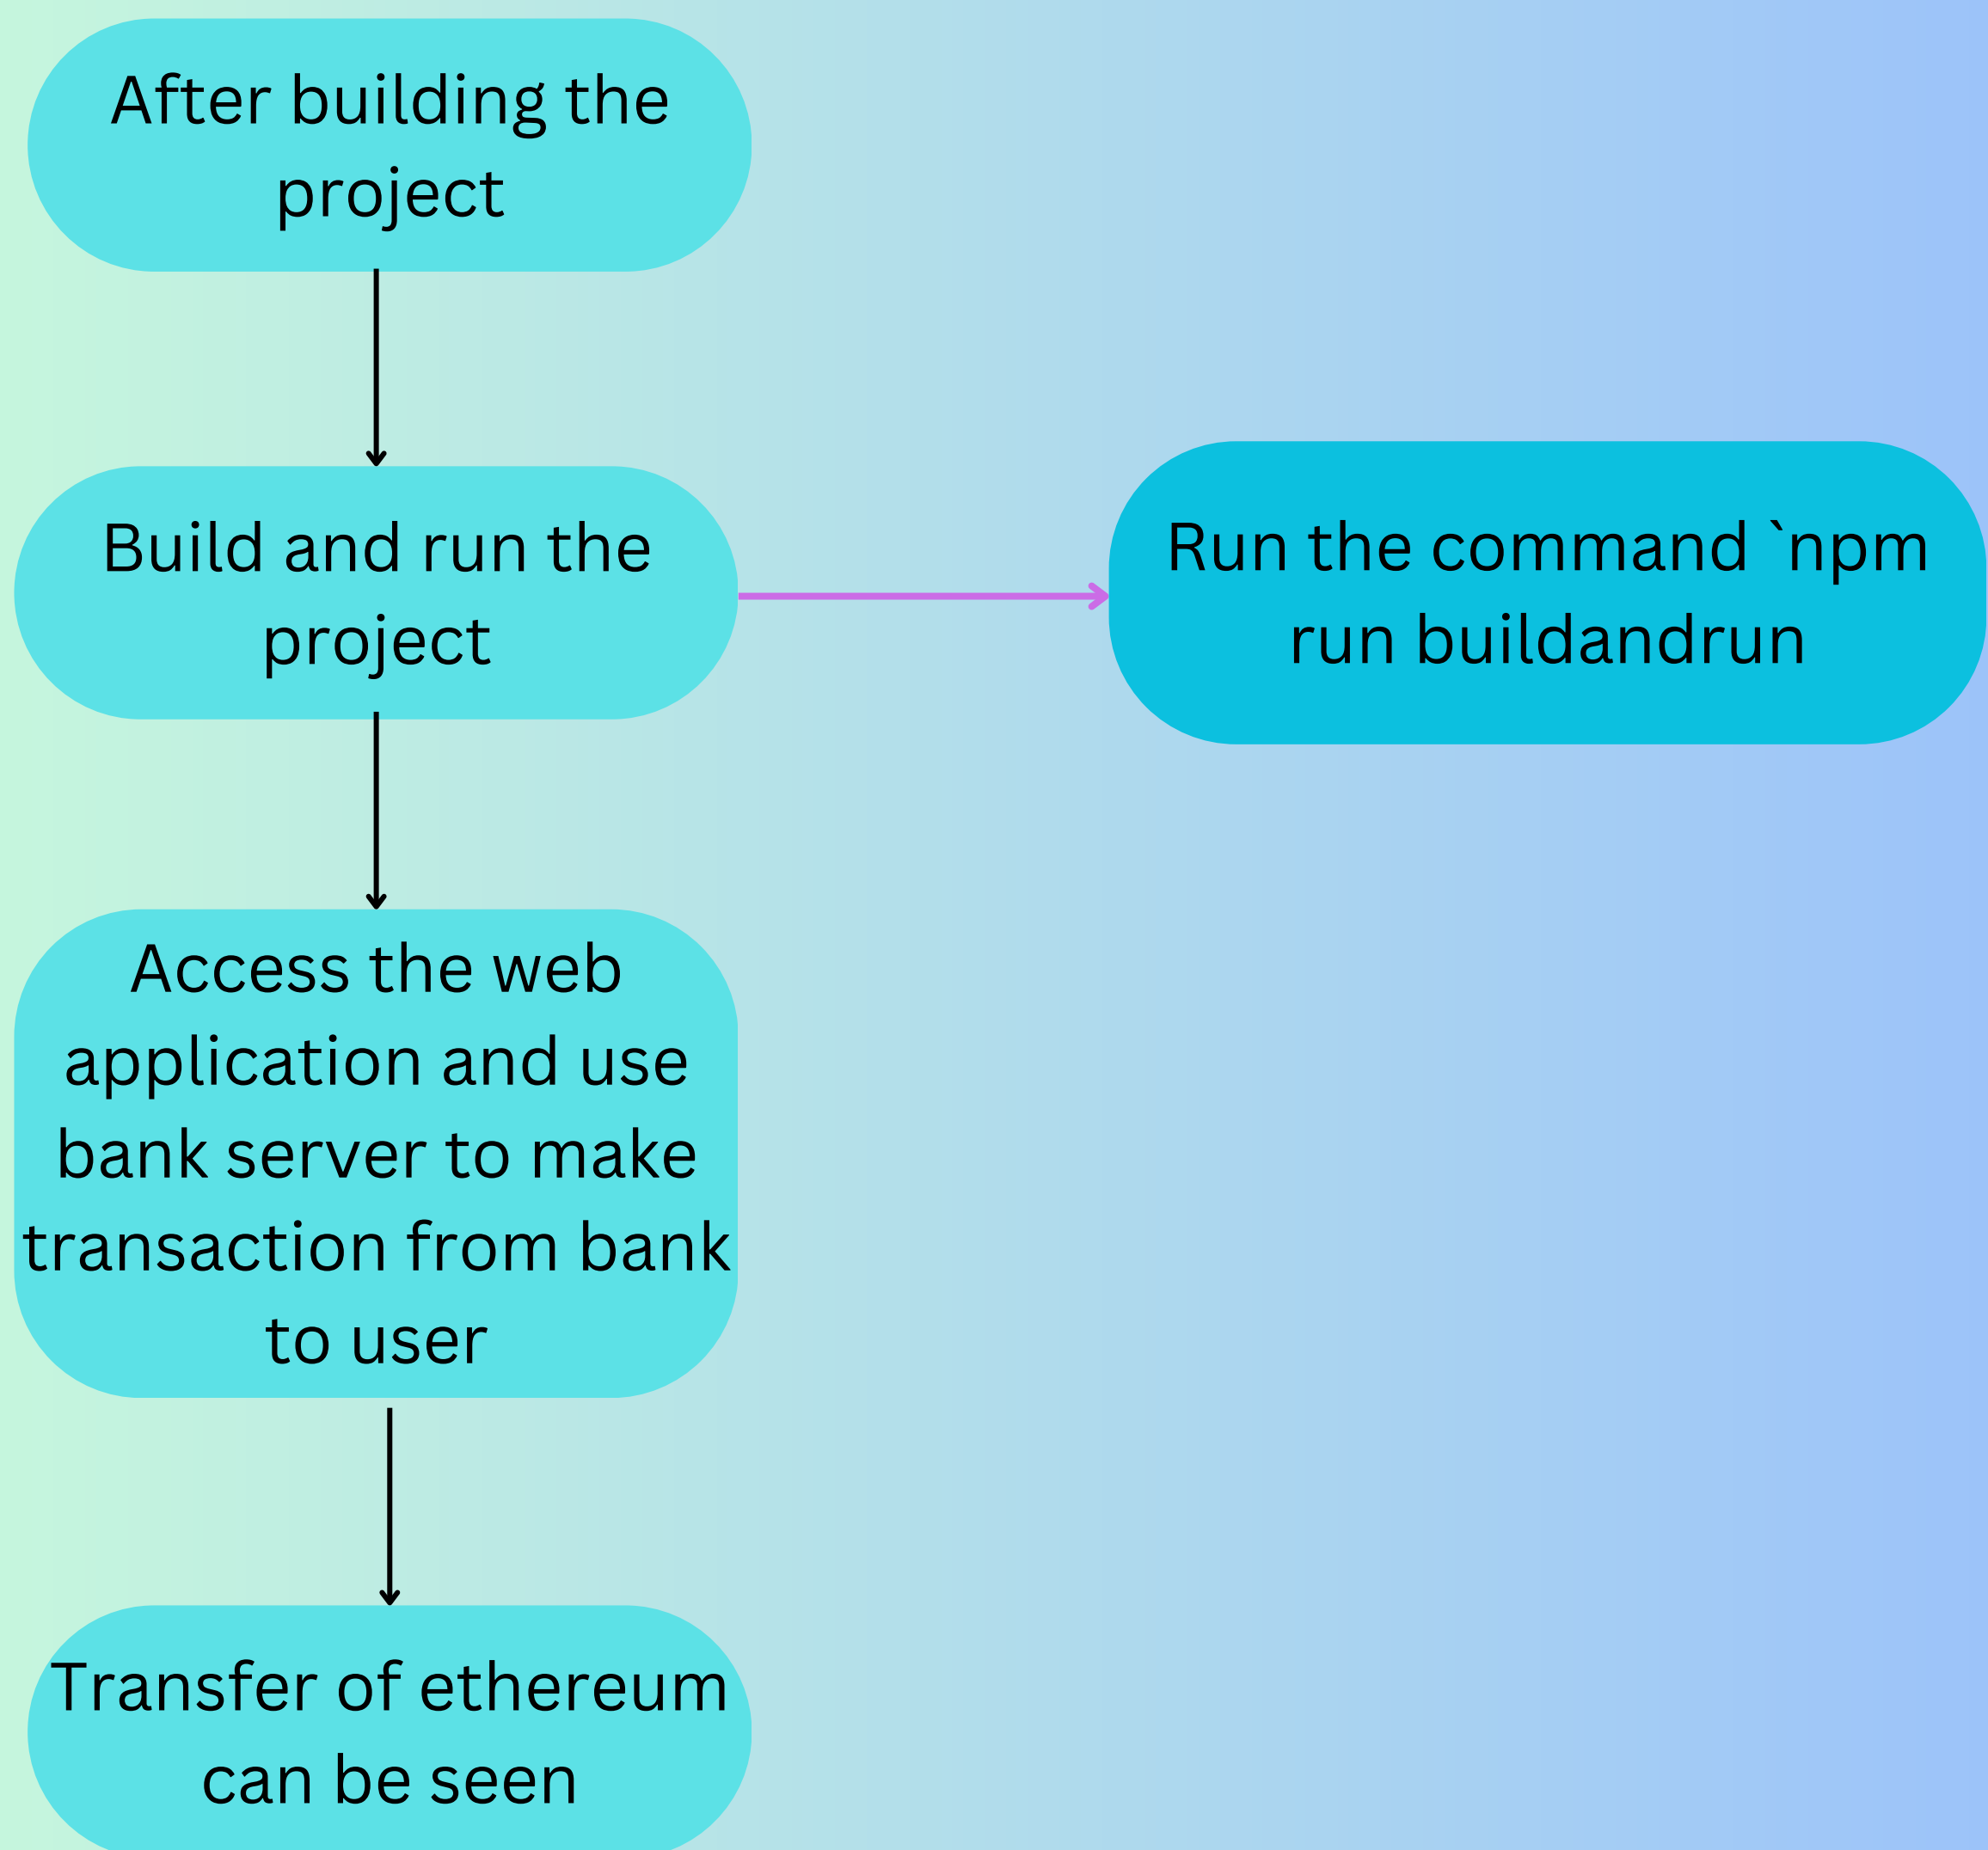 After building the
project
Build and run the
project
Run the command `npm
run buildandrun
Access the web
application and use
bank server to make
transaction from bank
to user
Transfer of ethereum
can be seen